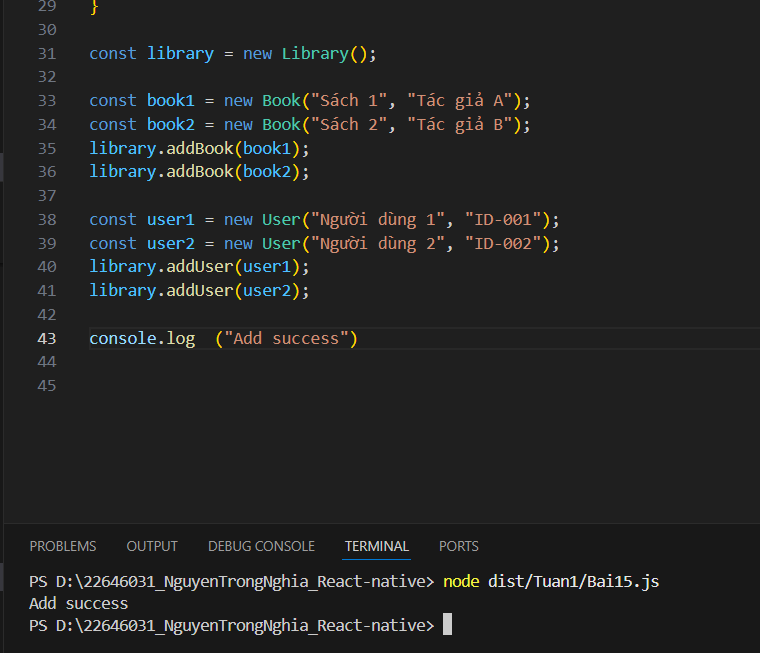 29 }
30
31 const library = new Library();
32
33 const book1 = new Book("Sách 1", "Tác giả A");
34 const book2 = new Book("Sách 2", "Tác giả B");
35 library.addBook(book1);
36 library.addBook(book2);
37
38 const user1 = new User("Người dùng 1", "ID-001");
39 const user2 = new User("Người dùng 2", "ID-002");
40 library.addUser(user1);
41 library.addUser(user2);
42
43 console.log  ("Add success")
44
45
PROBLEMS OUTPUT DEBUG CONSOLE TERMINAL PORTS
PS D:\22646031_NguyenTrongNghia_React-native> node dist/Tuan1/Bai15.js
Add success
PS D:\22646031_NguyenTrongNghia_React-native>